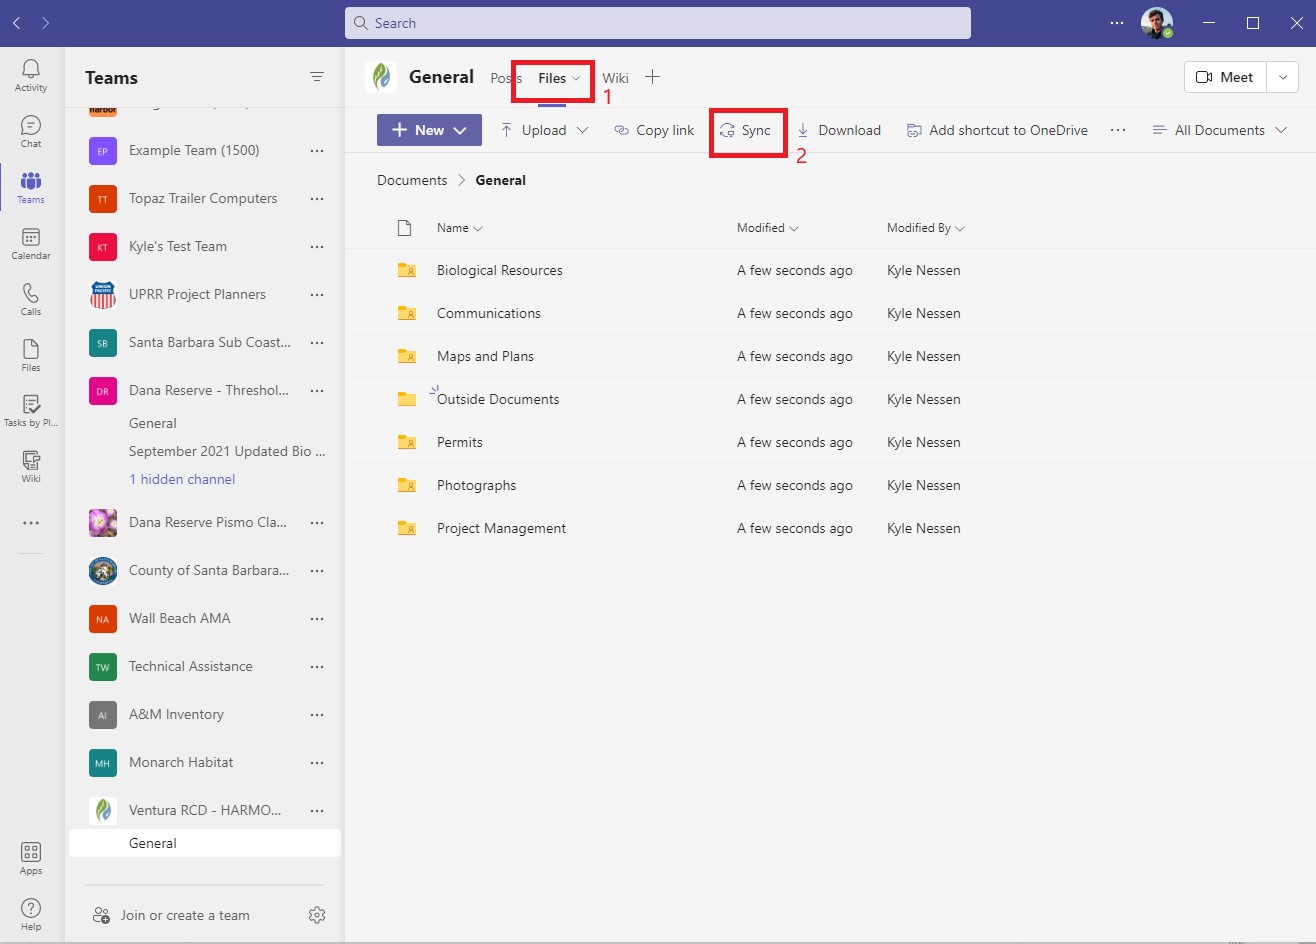 Search
Activity
Chat
Teams
Calendar
Calls
Files
Tasks by Pl...
Wiki
Apps
Help
Teams
harbor
EP Example Team (1500)
TT Topaz Trailer Computers
KT Kyle's Test Team
UNION PACIFIC UPRR Project Planners
SB Santa Barbara Sub Coast...
DR Dana Reserve - Threshol...
General
September 2021 Updated Bio ...
1 hidden channel
Dana Reserve Pismo Cla...
County of Santa Barbara...
NA Wall Beach AMA
TW Technical Assistance
AI A&M Inventory
MH Monarch Habitat
Ventura RCD - HARMO...
General
Join or create a team
General Posts Files Wiki Meet
1
New Upload Copy link Sync Download Add shortcut to OneDrive All Documents
2
Documents General
Name Modified Modified By
Biological Resources A few seconds ago Kyle Nessen
Communications A few seconds ago Kyle Nessen
Maps and Plans A few seconds ago Kyle Nessen
Outside Documents A few seconds ago Kyle Nessen
Permits A few seconds ago Kyle Nessen
Photographs A few seconds ago Kyle Nessen
Project Management A few seconds ago Kyle Nessen